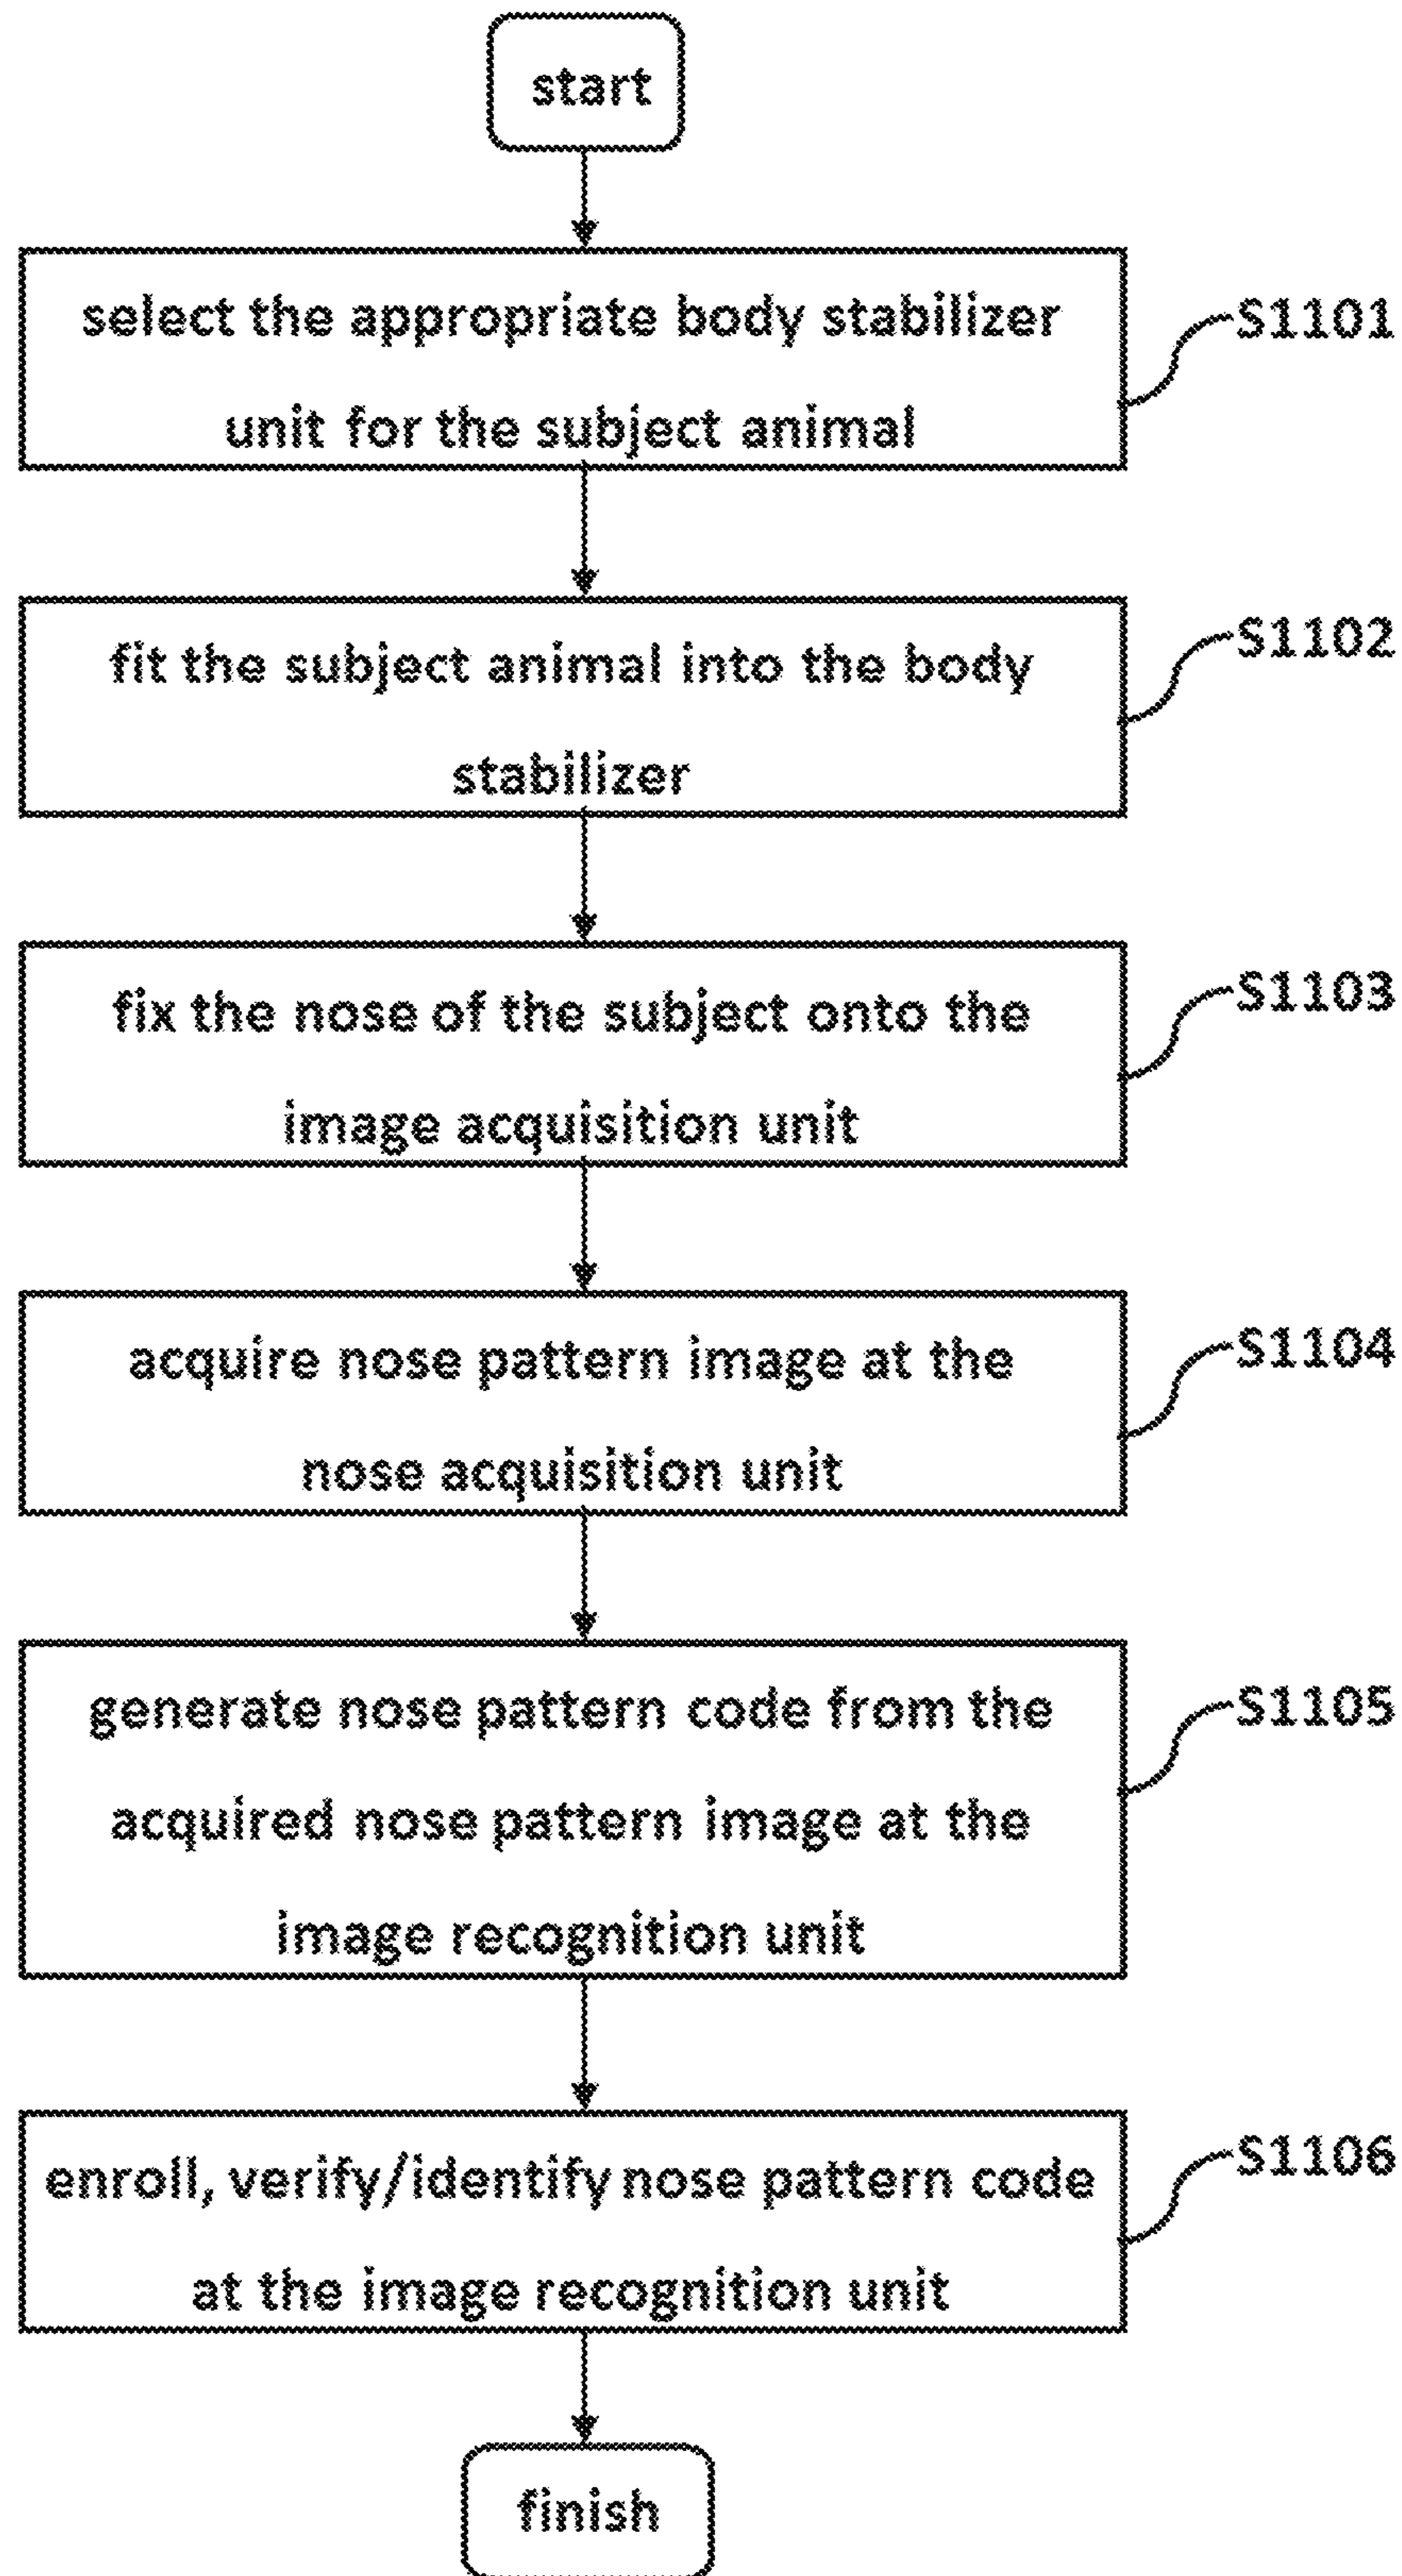 start
select the appropriate body stabilizer
S1101
unit for the subject animal
fit the subject animal into the body
S1102
stabilizer
fix the nose of the subject onto the
S1103
image acquisition unit
acquire nose pattern image at the
S1104
nose acquisition unit
generate nose pattern code from the
S1105
acquired nose pattern image at the
image recognition unit
enroll, verify/identify nose pattern code
S1106
at the image recognition unit
finish